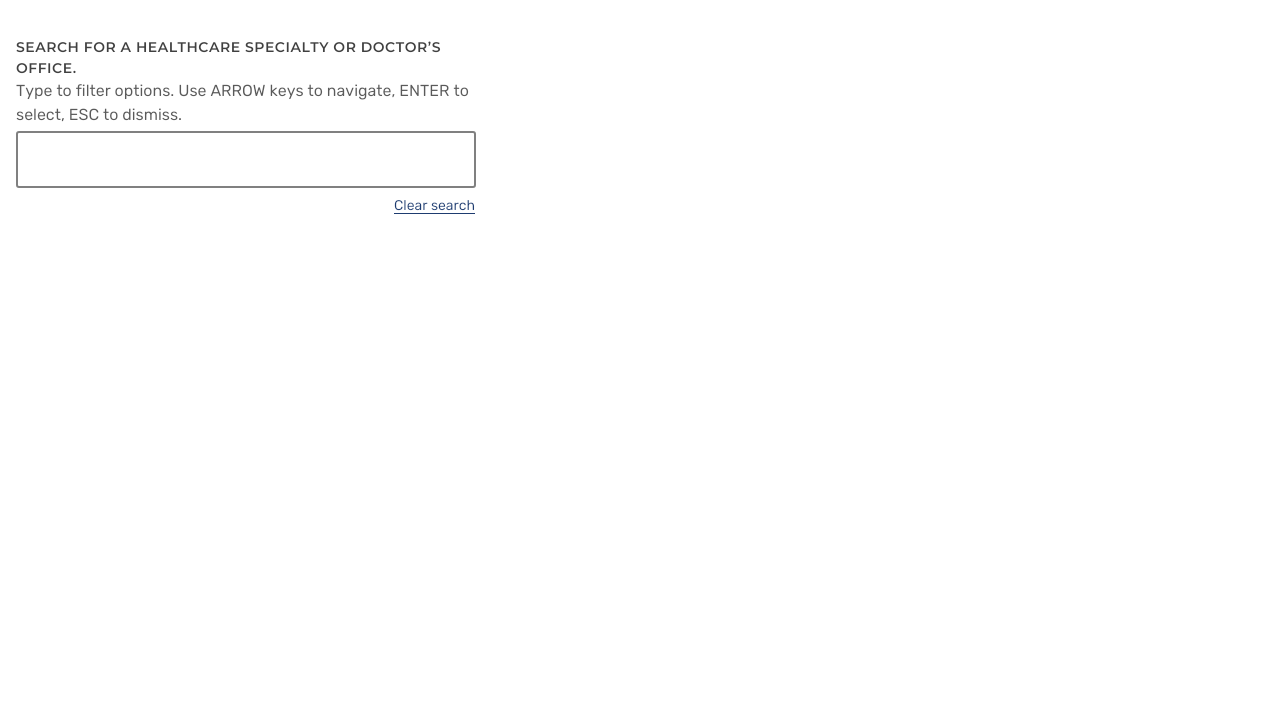 SEARCH FOR A HEALTHCARE SPECIALTY OR DOCTOR'S
OFFICE.
Type to filter options. Use ARROW keys to navigate, ENTER to
select, ESC to dismiss.
Clear search